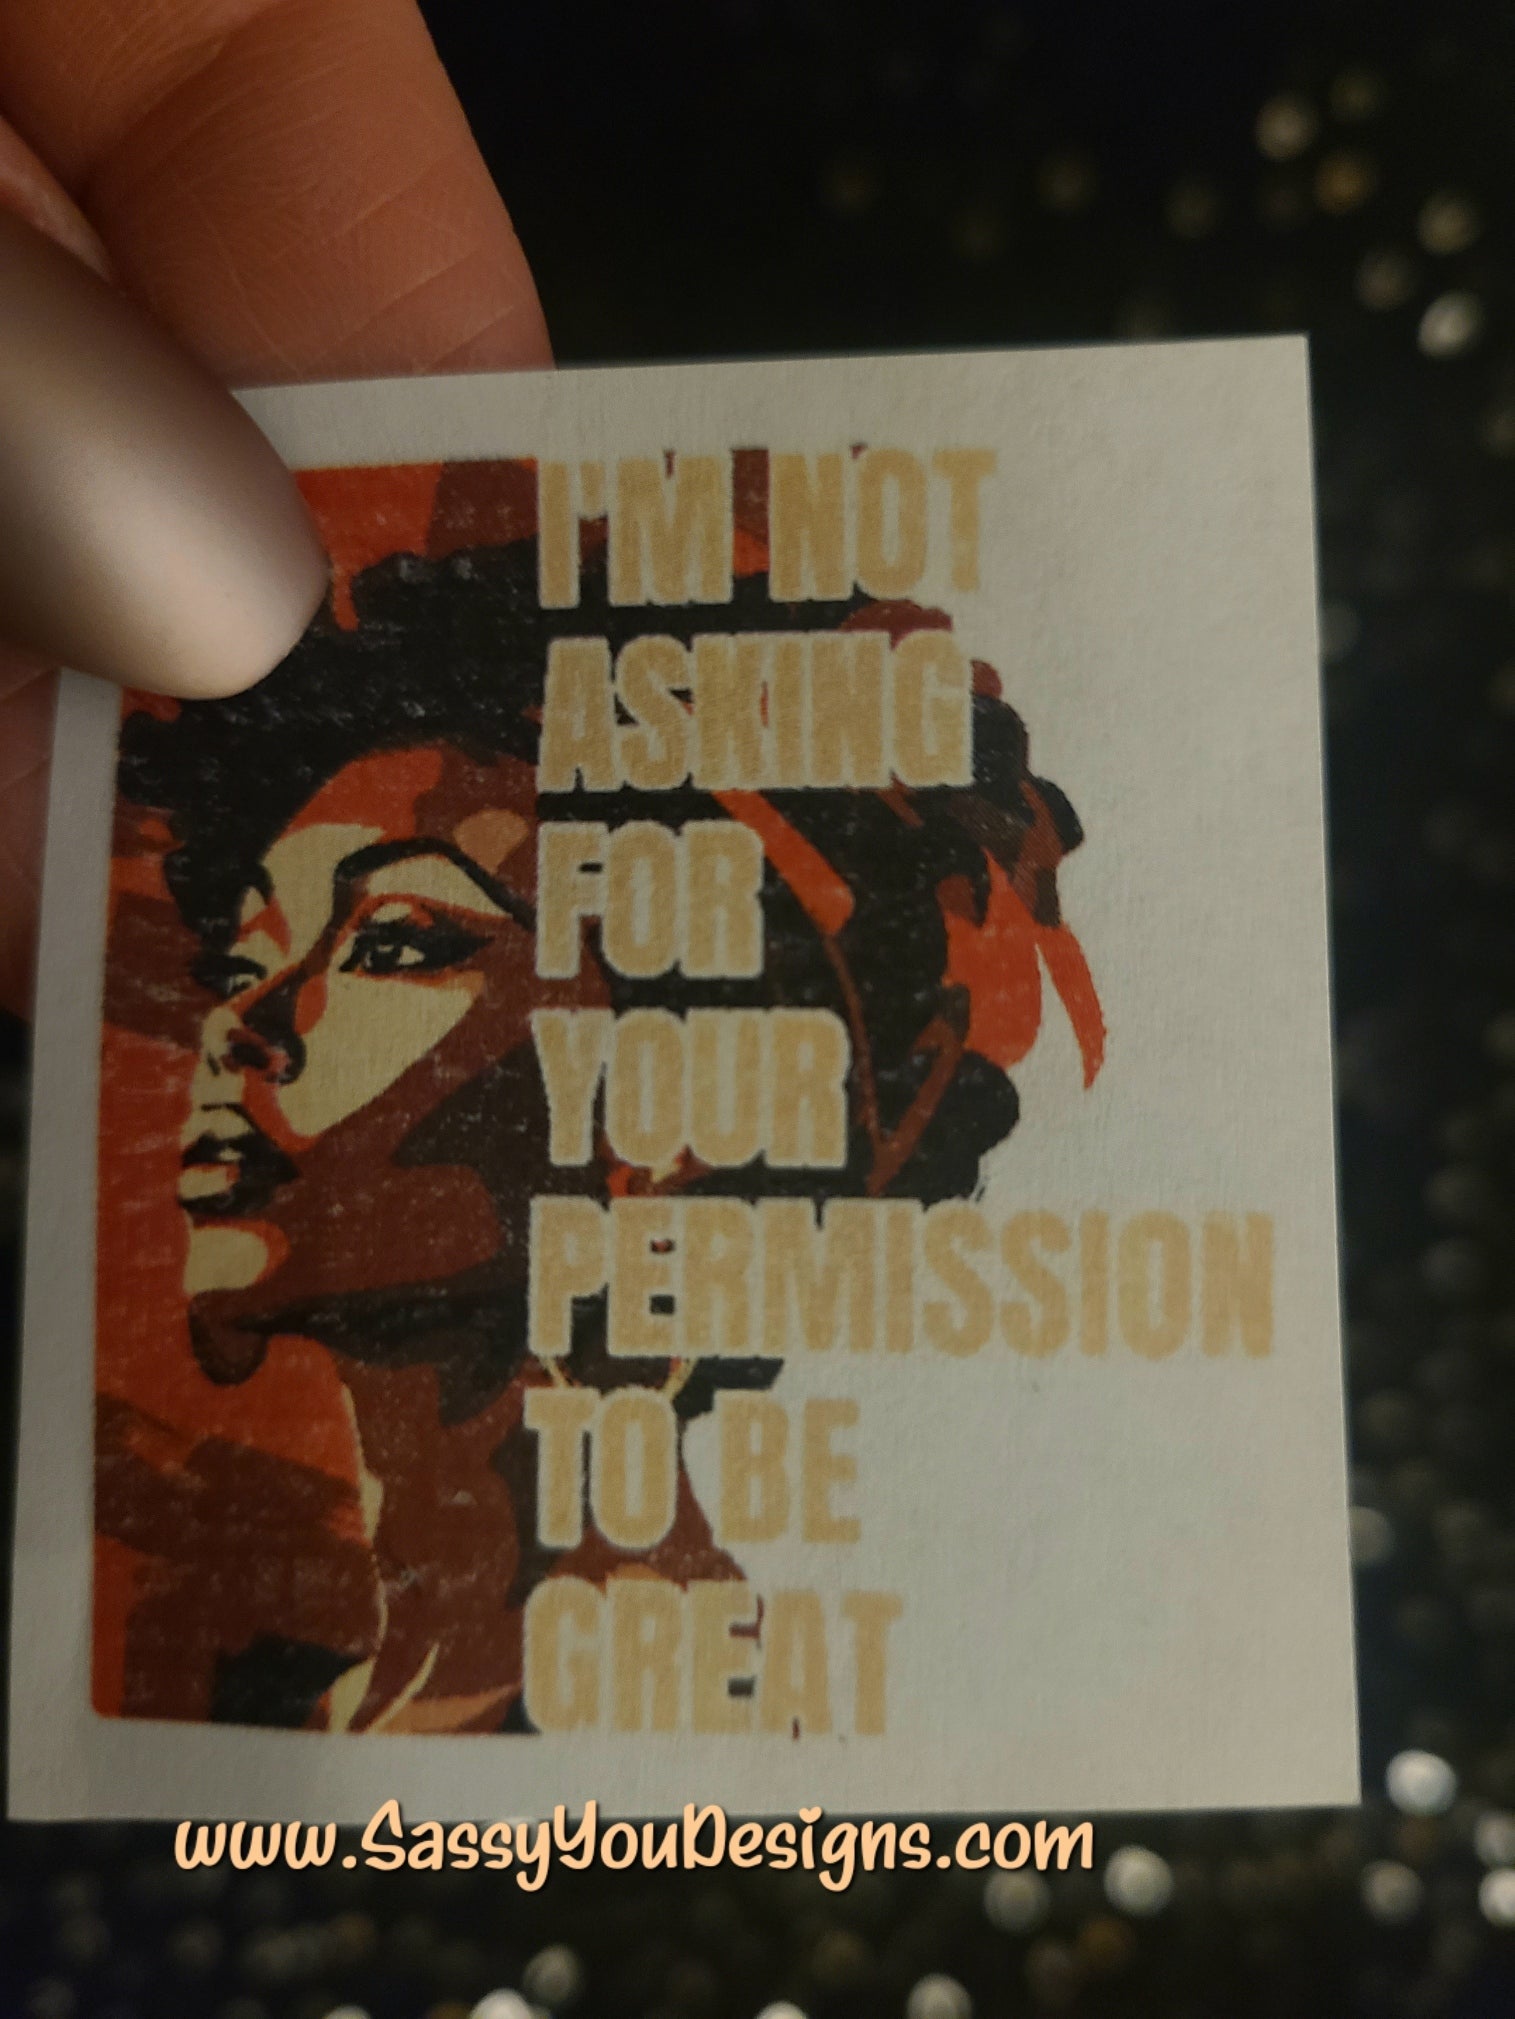 I'M NOT
ASKING
FOR
YOUR
PERMISSION
TO BE
GREAT
www.SassyYouDesigns.com